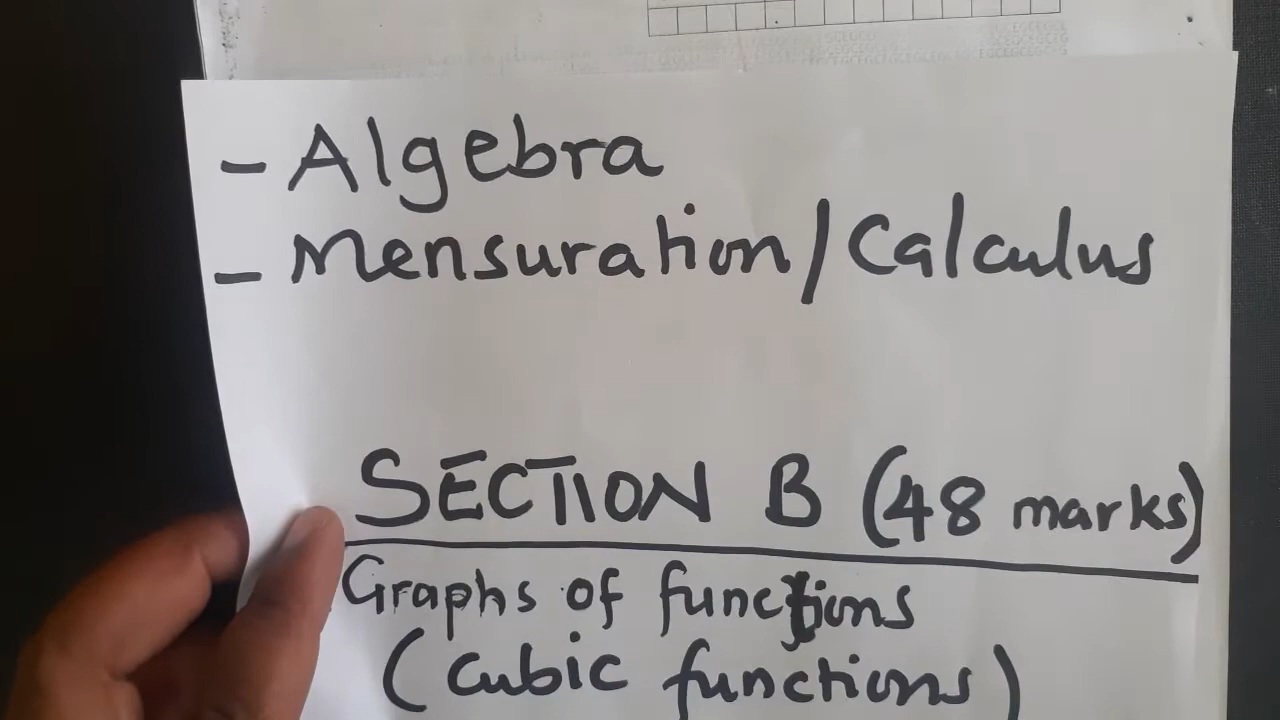 - Algebra
- Mensuration/Calculus
SECTION B (48 marks)
Graphs of functions
(cubic functions)